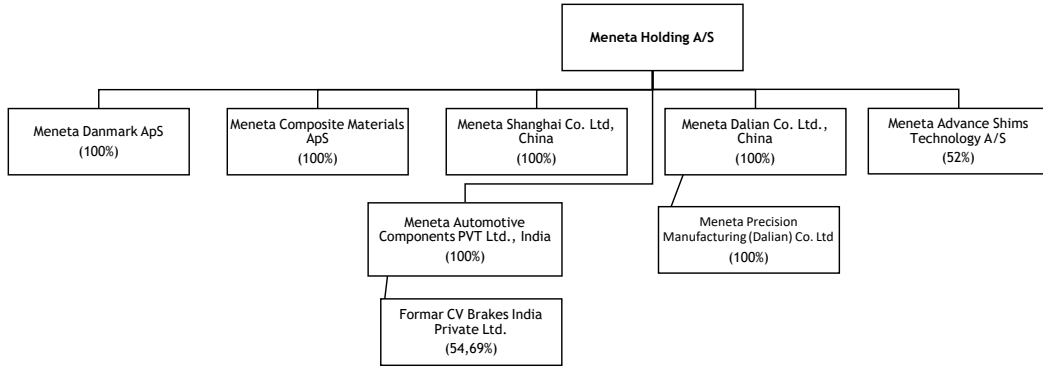 Meneta Holding A/S
Meneta Danmark ApS
(100%)
Meneta Composite Materials
ApS
(100%)
Meneta Shanghai Co. Ltd,
China
(100%)
Meneta Dalian Co. Ltd.,
China
(100%)
Meneta Advance Shims
Technology A/S
(52%)
Meneta Automotive
Components PVT Ltd., India
(100%)
Meneta Precision
Manufacturing (Dalian) Co. Ltd
(100%)
Formar CV Brakes India
Private Ltd.
(54,69%)